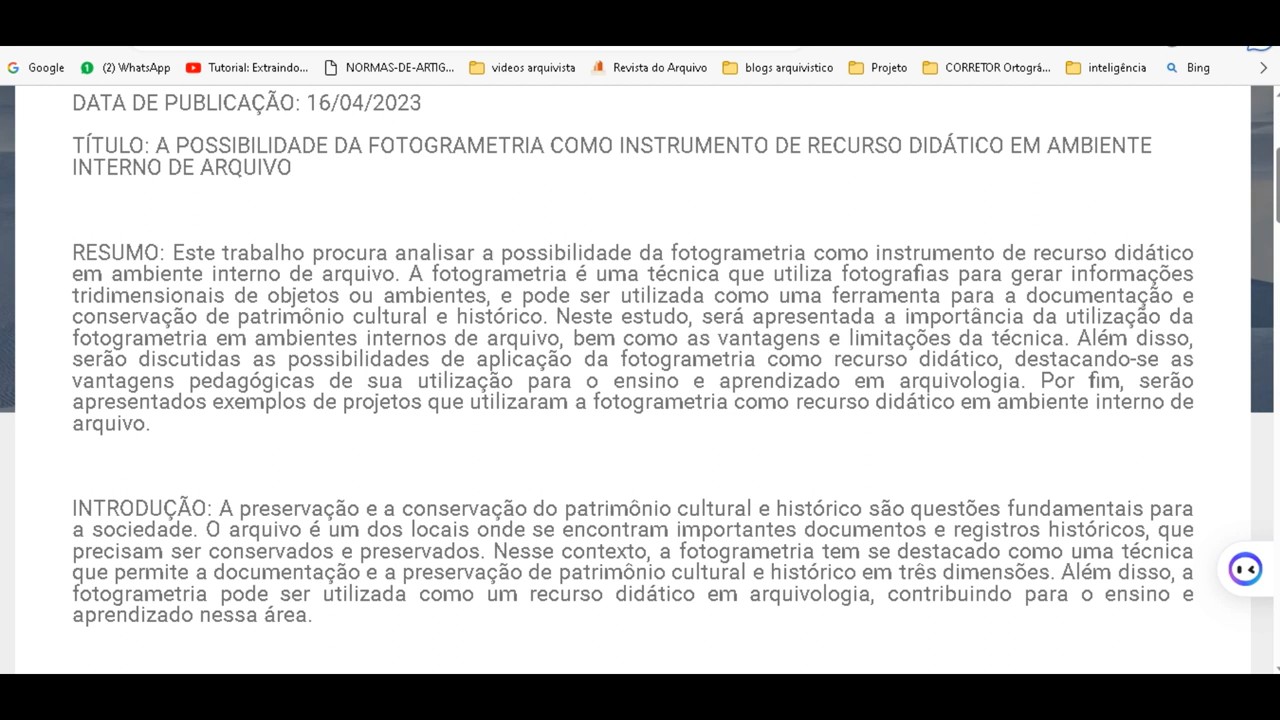 Google (2) WhatsApp Tutorial: Extraindo... NORMAS-DE-ARTIG... videos arquivista Revista do Arquivo blogs arquivistico Projeto CORRETOR Ortográ... inteligência Bing
DATA DE PUBLICAÇÃO: 16/04/2023
TÍTULO: A POSSIBILIDADE DA FOTOGRAMETRIA COMO INSTRUMENTO DE RECURSO DIDÁTICO EM AMBIENTE
INTERNO DE ARQUIVO
RESUMO: Este trabalho procura analisar a possibilidade da fotogrametria como instrumento de recurso didático
em ambiente interno de arquivo. A fotogrametria é uma técnica que utiliza fotografias para gerar informações
tridimensionais de objetos ou ambientes, e pode ser utilizada como uma ferramenta para a documentação e
conservação de patrimônio cultural e histórico. Neste estudo, será apresentada a importância da utilização da
fotogrametria em ambientes internos de arquivo, bem como as vantagens e limitações da técnica. Além disso,
serão discutidas as possibilidades de aplicação da fotogrametria como recurso didático, destacando-se as
vantagens pedagógicas de sua utilização para o ensino e aprendizado em arquivologia. Por fim, serão
apresentados exemplos de projetos que utilizaram a fotogrametria como recurso didático em ambiente interno de
arquivo.
INTRODUÇÃO: A preservação e a conservação do patrimônio cultural e histórico são questões fundamentais para
a sociedade. O arquivo é um dos locais onde se encontram importantes documentos e registros históricos, que
precisam ser conservados e preservados. Nesse contexto, a fotogrametria tem se destacado como uma técnica
que permite a documentação e a preservação de patrimônio cultural e histórico em três dimensões. Além disso, a
fotogrametria pode ser utilizada como um recurso didático em arquivologia, contribuindo para o ensino e
aprendizado nessa área.